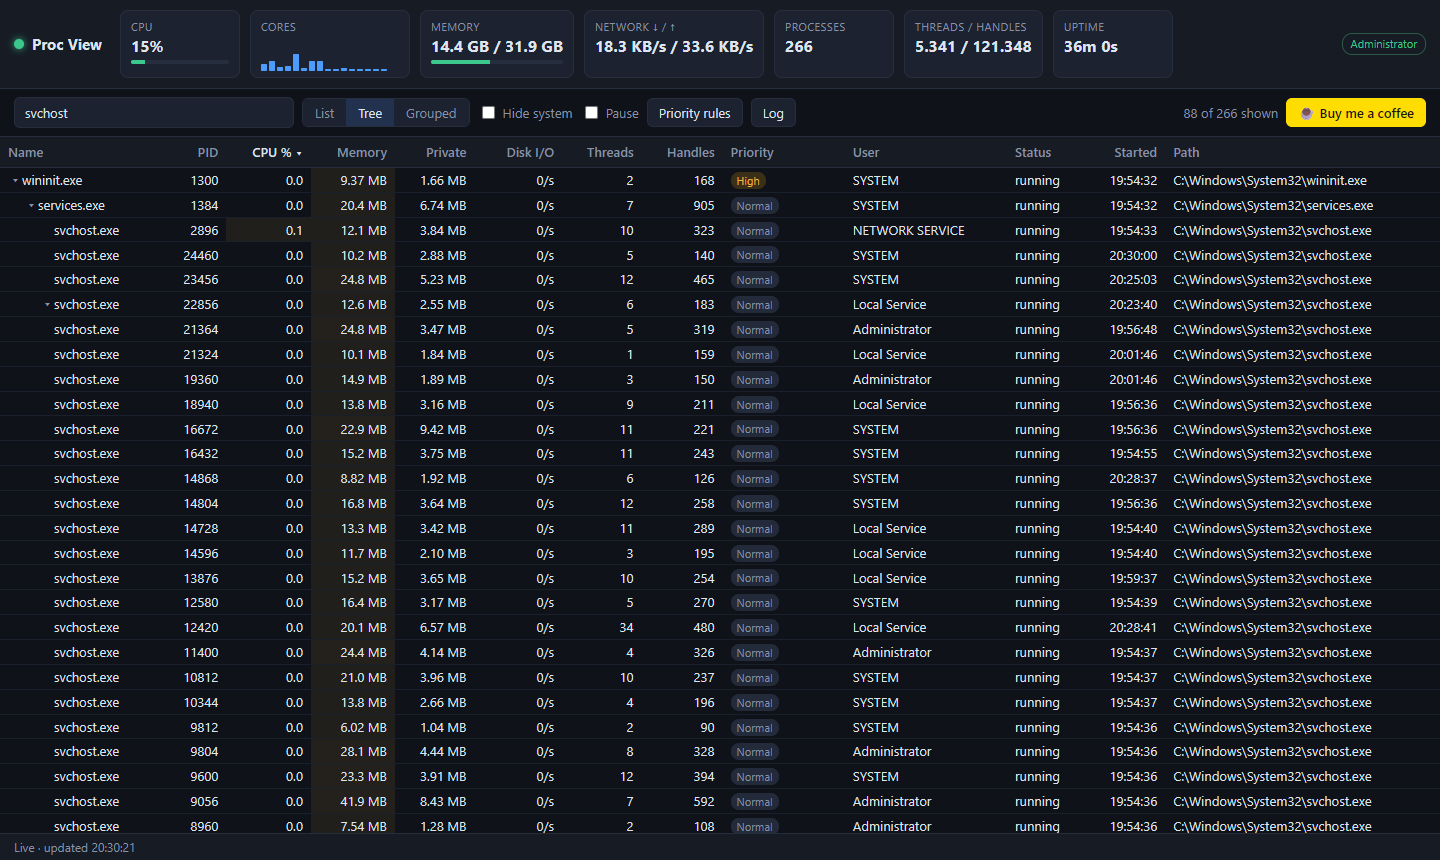 Proc View
CPU
15%
CORES
MEMORY
14.4 GB / 31.9 GB
NETWORK ↓ / ↑
18.3 KB/s / 33.6 KB/s
PROCESSES
266
THREADS / HANDLES
5.341 / 121.348
UPTIME
36m 0s
Administrator
svchost List Tree Grouped Hide system Pause Priority rules Log 88 of 266 shown Buy me a coffee
Name PID CPU % Memory Private Disk I/O Threads Handles Priority User Status Started Path
wininit.exe 1300 0.0 9.37 MB 1.66 MB 0/s 2 168 High SYSTEM running 19:54:32 C:\Windows\System32\wininit.exe
services.exe 1384 0.0 20.4 MB 6.74 MB 0/s 7 905 Normal SYSTEM running 19:54:32 C:\Windows\System32\services.exe
svchost.exe 2896 0.1 12.1 MB 3.84 MB 0/s 10 323 Normal NETWORK SERVICE running 19:54:33 C:\Windows\System32\svchost.exe
svchost.exe 24460 0.0 10.2 MB 2.88 MB 0/s 5 140 Normal SYSTEM running 20:30:00 C:\Windows\System32\svchost.exe
svchost.exe 23456 0.0 24.8 MB 5.23 MB 0/s 12 465 Normal SYSTEM running 20:25:03 C:\Windows\System32\svchost.exe
svchost.exe 22856 0.0 12.6 MB 2.55 MB 0/s 6 183 Normal Local Service running 20:23:40 C:\Windows\System32\svchost.exe
svchost.exe 21364 0.0 24.8 MB 3.47 MB 0/s 5 319 Normal Administrator running 19:56:48 C:\Windows\System32\svchost.exe
svchost.exe 21324 0.0 10.1 MB 1.84 MB 0/s 1 159 Normal Local Service running 20:01:46 C:\Windows\System32\svchost.exe
svchost.exe 19360 0.0 14.9 MB 1.89 MB 0/s 3 150 Normal Administrator running 20:01:46 C:\Windows\System32\svchost.exe
svchost.exe 18940 0.0 13.8 MB 3.16 MB 0/s 9 211 Normal Local Service running 19:56:36 C:\Windows\System32\svchost.exe
svchost.exe 16672 0.0 22.9 MB 9.42 MB 0/s 11 221 Normal SYSTEM running 19:56:36 C:\Windows\System32\svchost.exe
svchost.exe 16432 0.0 15.2 MB 3.75 MB 0/s 11 243 Normal SYSTEM running 19:54:55 C:\Windows\System32\svchost.exe
svchost.exe 14868 0.0 8.82 MB 1.92 MB 0/s 6 126 Normal SYSTEM running 20:28:37 C:\Windows\System32\svchost.exe
svchost.exe 14804 0.0 16.8 MB 3.64 MB 0/s 12 258 Normal SYSTEM running 19:56:36 C:\Windows\System32\svchost.exe
svchost.exe 14728 0.0 13.3 MB 3.42 MB 0/s 11 289 Normal Local Service running 19:54:40 C:\Windows\System32\svchost.exe
svchost.exe 14596 0.0 11.7 MB 2.10 MB 0/s 3 195 Normal Local Service running 19:54:40 C:\Windows\System32\svchost.exe
svchost.exe 13876 0.0 15.2 MB 3.65 MB 0/s 10 254 Normal Local Service running 19:59:37 C:\Windows\System32\svchost.exe
svchost.exe 12580 0.0 16.4 MB 3.17 MB 0/s 5 270 Normal SYSTEM running 19:54:39 C:\Windows\System32\svchost.exe
svchost.exe 12420 0.0 20.1 MB 6.57 MB 0/s 34 480 Normal Local Service running 20:28:41 C:\Windows\System32\svchost.exe
svchost.exe 11400 0.0 24.4 MB 4.14 MB 0/s 4 326 Normal Administrator running 19:54:37 C:\Windows\System32\svchost.exe
svchost.exe 10812 0.0 21.0 MB 3.96 MB 0/s 10 237 Normal SYSTEM running 19:54:37 C:\Windows\System32\svchost.exe
svchost.exe 10344 0.0 13.8 MB 2.66 MB 0/s 4 196 Normal SYSTEM running 19:54:37 C:\Windows\System32\svchost.exe
svchost.exe 9812 0.0 6.02 MB 1.04 MB 0/s 2 90 Normal SYSTEM running 19:54:36 C:\Windows\System32\svchost.exe
svchost.exe 9804 0.0 28.1 MB 4.44 MB 0/s 8 328 Normal Administrator running 19:54:36 C:\Windows\System32\svchost.exe
svchost.exe 9600 0.0 23.3 MB 3.91 MB 0/s 12 394 Normal SYSTEM running 19:54:36 C:\Windows\System32\svchost.exe
svchost.exe 9056 0.0 41.9 MB 8.43 MB 0/s 7 592 Normal Administrator running 19:54:36 C:\Windows\System32\svchost.exe
svchost.exe 8960 0.0 7.54 MB 1.28 MB 0/s 2 108 Normal Administrator running 19:54:36 C:\Windows\System32\svchost.exe
Live · updated 20:30:21